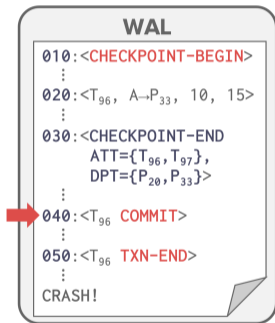 WAL
010:<CHECKPOINT-BEGIN>
⋮
020:<T96, A→P33, 10, 15>
⋮
030:<CHECKPOINT-END
ATT={T96,T97},
DPT={P20,P33}>
⋮
040:<T96 COMMIT>
⋮
050:<T96 TXN-END>
⋮
CRASH!